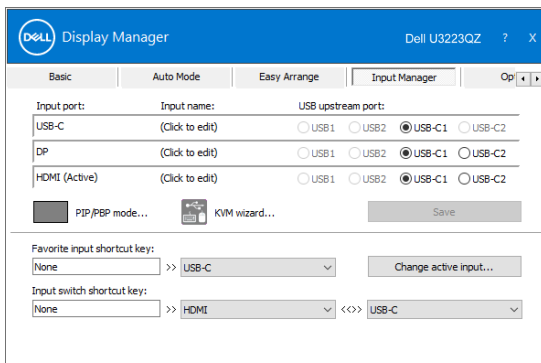 DELL Display Manager Dell U3223QZ ? X
Basic Auto Mode Easy Arrange Input Manager Op
Input port: Input name: USB upstream port:
USB-C (Click to edit) USB1 USB2 USB-C1 USB-C2
DP (Click to edit) USB1 USB2 USB-C1 USB-C2
HDMI (Active) (Click to edit) USB1 USB2 USB-C1 USB-C2
PIP/PBP mode... KVM wizard... Save
Favorite input shortcut key:
None >> USB-C Change active input...
Input switch shortcut key:
None >> HDMI <<>> USB-C